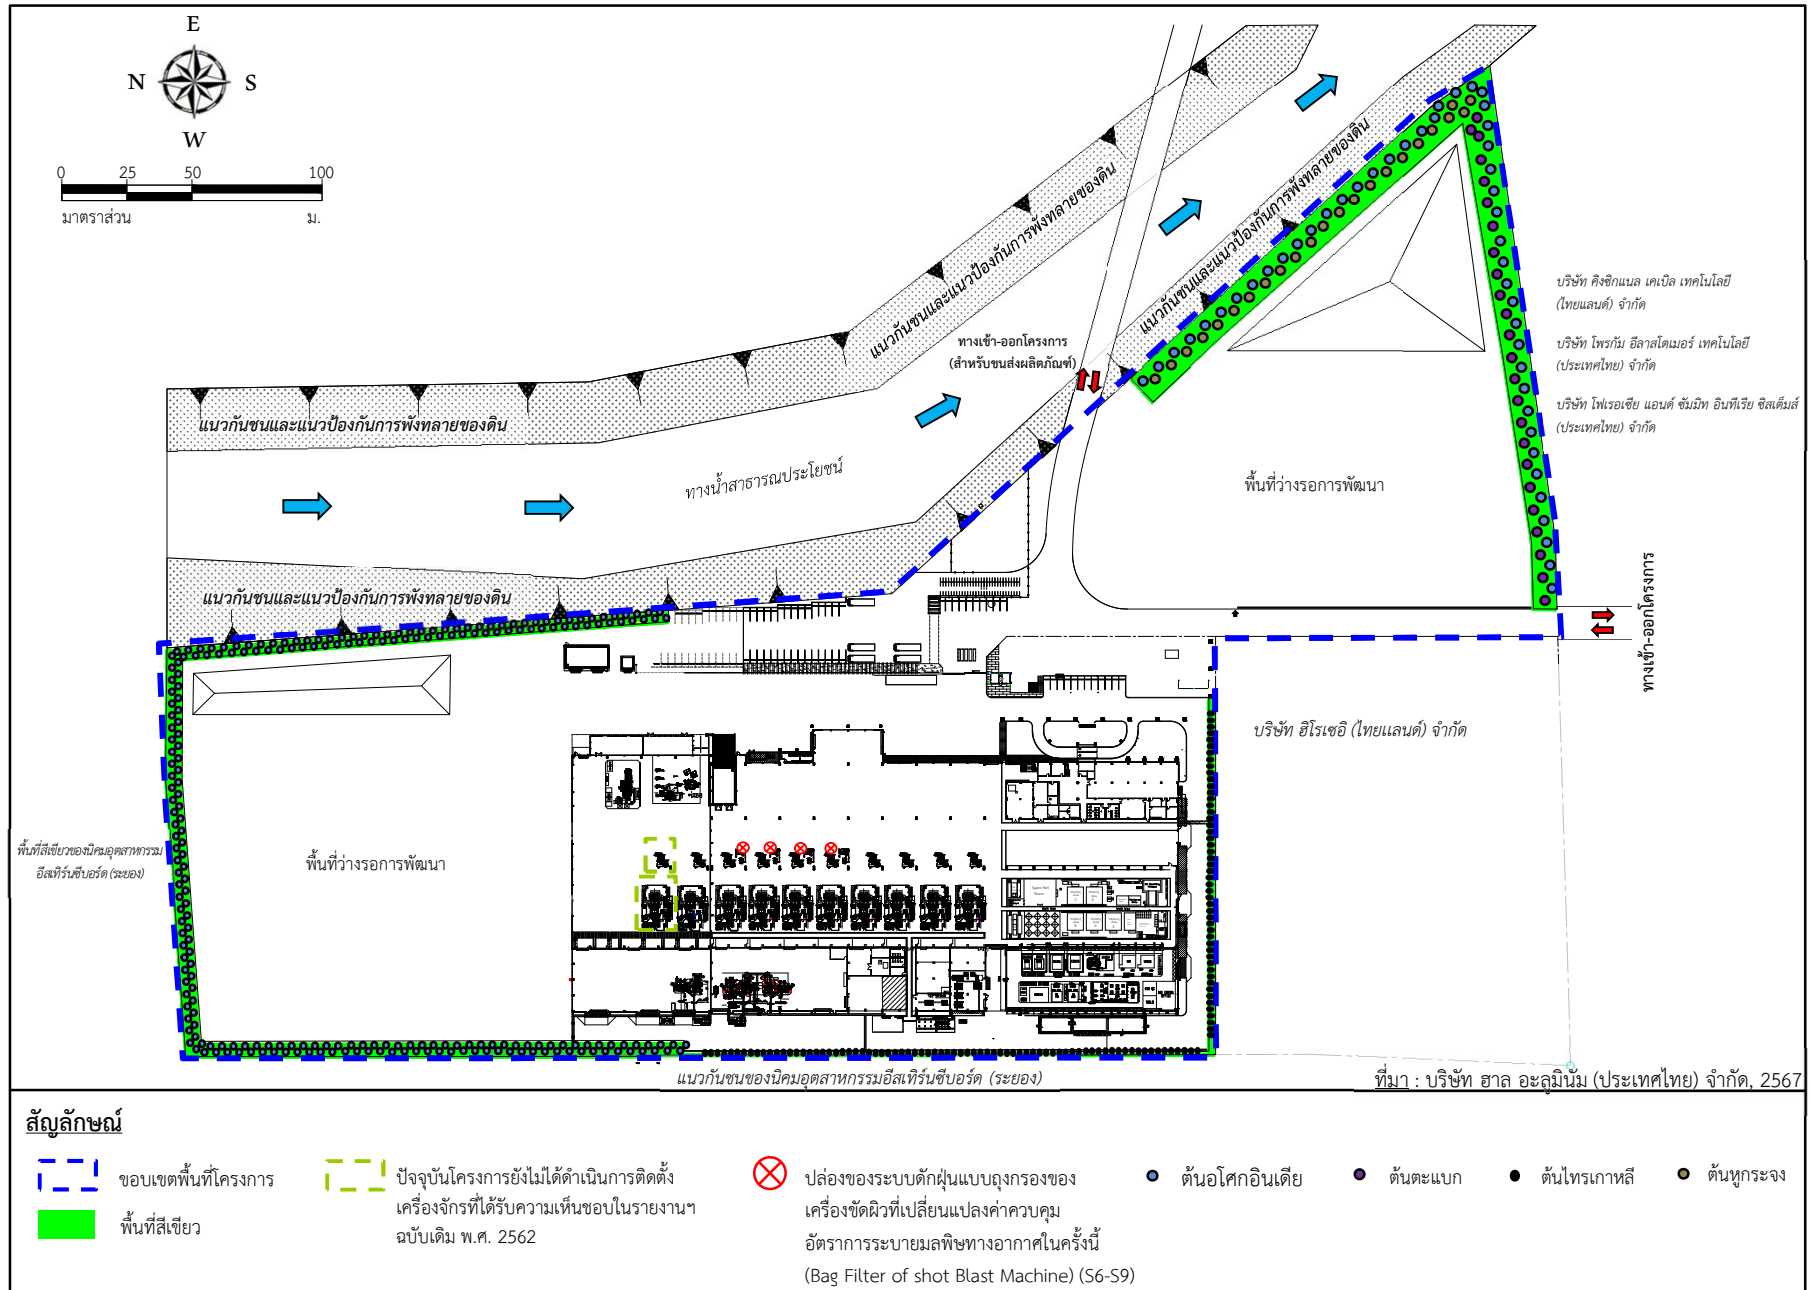 E
N
S
W
0 25 50 100
มาตราส่วน ม.
แนวกันชนและแนวป้องกันการพังทลายของดิน
แนวกันชนและแนวป้องกันการพังทลายของดิน
แนวกันชนและแนวป้องกันการพังทลายของดิน
แนวกันชนและแนวป้องกันการพังทลายของดิน
ทางน้ำสาธารณประโยชน์
ทางเข้า-ออกโครงการ
(สำหรับขนส่งผลิตภัณฑ์)
บริษัท คิงซิกแนล เคเบิล เทคโนโลยี
(ไทยแลนด์) จำกัด
บริษัท โพรกัม อีลาสโตเมอร์ เทคโนโลยี
(ประเทศไทย) จำกัด
บริษัท โฟเรอเซีย แอนด์ ซัมมิท อินทีเรีย ซิสเต็มส์
(ประเทศไทย) จำกัด
พื้นที่ว่างรอการพัฒนา
ทางเข้า-ออกโครงการ
บริษัท ฮิโรเซอิ (ไทยแลนด์) จำกัด
พื้นที่สีเขียวของนิคมอุตสาหกรรม
อีสเทิร์นซีบอร์ด (ระยอง)
พื้นที่ว่างรอการพัฒนา
แนวกันชนของนิคมอุตสาหกรรมอีสเทิร์นซีบอร์ด (ระยอง)
ที่มา : บริษัท ฮาล อะลูมินัม (ประเทศไทย) จำกัด, 2567
สัญลักษณ์
ขอบเขตพื้นที่โครงการ
พื้นที่สีเขียว
ปัจจุบันโครงการยังไม่ได้ดำเนินการติดตั้ง
เครื่องจักรที่ได้รับความเห็นชอบในรายงานฯ
ฉบับเดิม พ.ศ. 2562
ปล่องของระบบดักฝุ่นแบบถุงกรองของ
เครื่องขัดผิวที่เปลี่ยนแปลงค่าควบคุม
อัตราการระบายมลพิษทางอากาศในครั้งนี้
(Bag Filter of shot Blast Machine) (S6-S9)
ต้นอโศกอินเดีย
ต้นตะแบก
ต้นไทรเกาหลี
ต้นหูกระจง